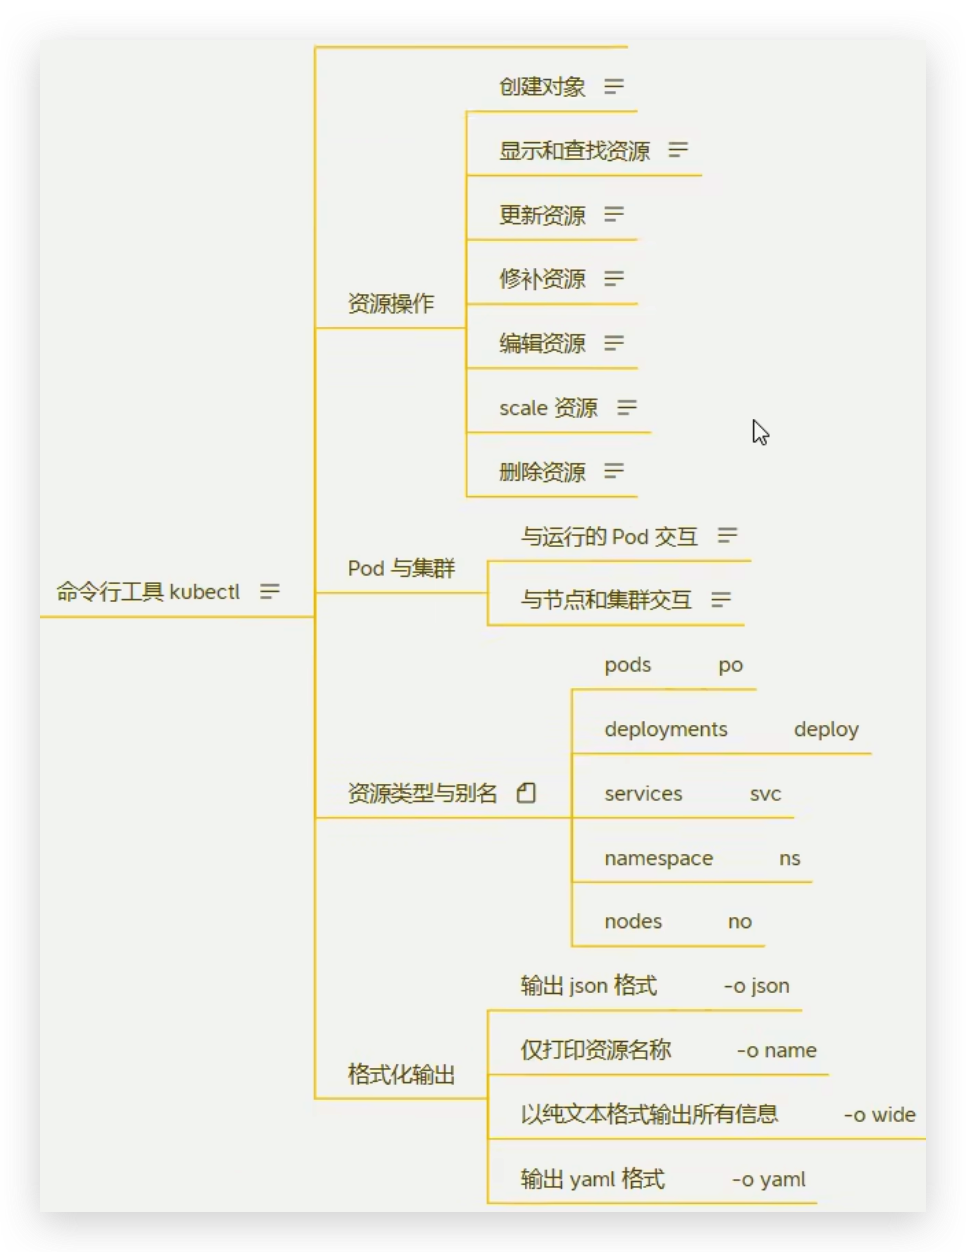 创建对象
显示和查找资源
更新资源
修补资源
资源操作
编辑资源
scale 资源
删除资源
与运行的 Pod 交互
Pod 与集群
命令行工具 kubectl
与节点和集群交互
pods po
deployments deploy
资源类型与别名
services svc
namespace ns
nodes no
输出 json 格式 -o json
仅打印资源名称 -o name
格式化输出
以纯文本格式输出所有信息 -o wide
输出 yaml 格式 -o yaml